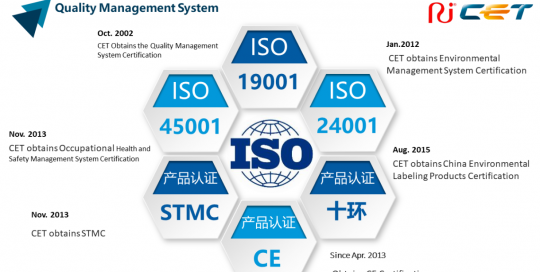 Quality Management System
Ri CET
Oct. 2002
CET Obtains the Quality Management
System Certification
ISO
19001
Jan.2012
CET obtains Environmental
Management System Certification
ISO
45001
ISO
24001
Nov. 2013
CET obtains Occupational Health and
Safety Management System Certification
ISO
Aug. 2015
CET obtains China Environmental
Labeling Products Certification
产品认证
STMC
产品认证
十环
Nov. 2013
CET obtains STMC
产品认证
CE
Since Apr. 2013